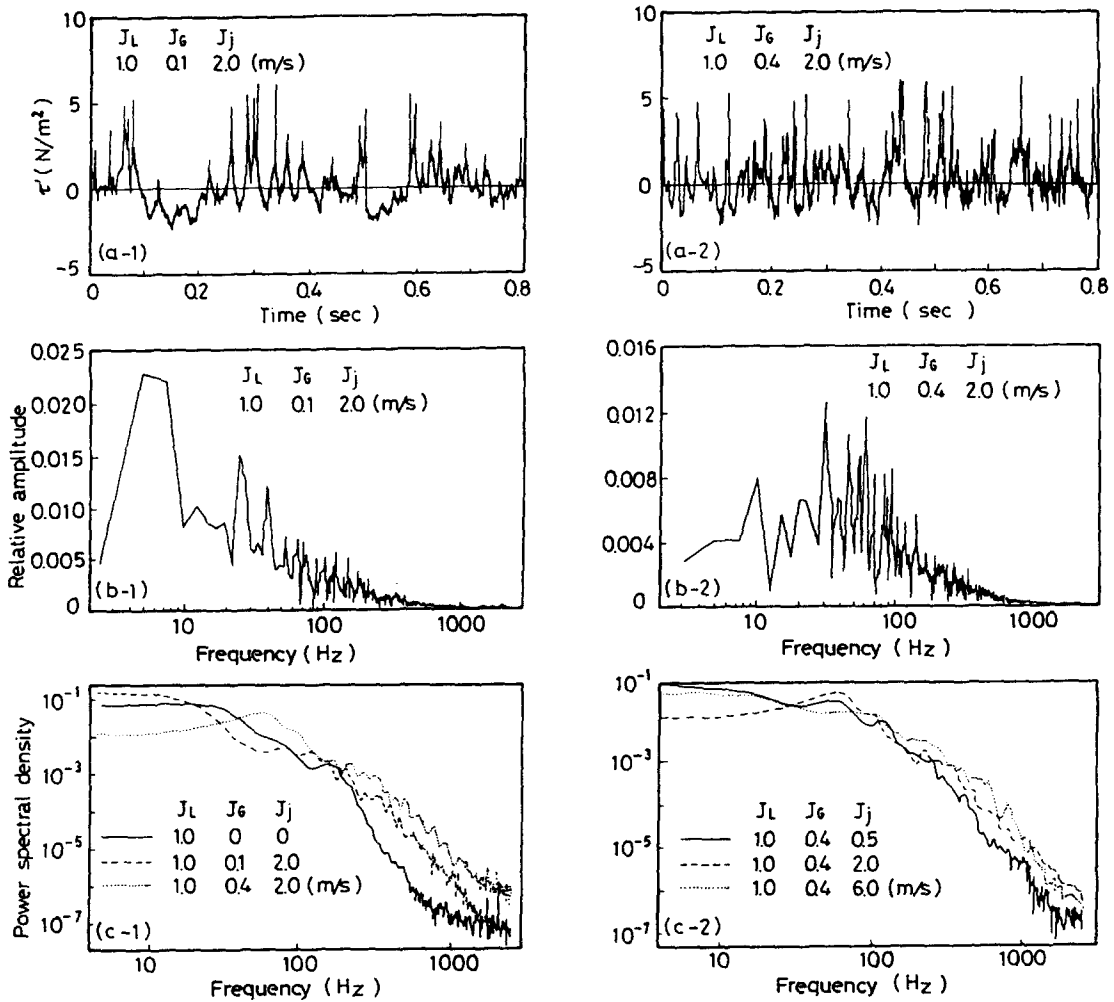 10
5
0
-5
τ' (N/m²)
J_L J_G J_j
1.0 0.1 2.0 (m/s)
(a-1)
0 0.2 0.4 0.6 0.8
Time (sec)
10
5
0
-5
J_L J_G J_j
1.0 0.4 2.0 (m/s)
(a-2)
0 0.2 0.4 0.6 0.8
Time (sec)
0.025
0.020
0.015
0.010
0.005
0
Relative amplitude
J_L J_G J_j
1.0 0.1 2.0 (m/s)
(b-1)
10 100 1000
Frequency (Hz)
0.016
0.012
0.008
0.004
0
J_L J_G J_j
1.0 0.4 2.0 (m/s)
(b-2)
10 100 1000
Frequency (Hz)
10⁻¹
10⁻³
10⁻⁵
10⁻⁷
Power spectral density
J_L J_G J_j
1.0 0 0
1.0 0.1 2.0
1.0 0.4 2.0 (m/s)
(c-1)
10 100 1000
Frequency (Hz)
10⁻¹
10⁻³
10⁻⁵
10⁻⁷
J_L J_G J_j
1.0 0.4 0.5
1.0 0.4 2.0
1.0 0.4 6.0 (m/s)
(c-2)
10 100 1000
Frequency (Hz)